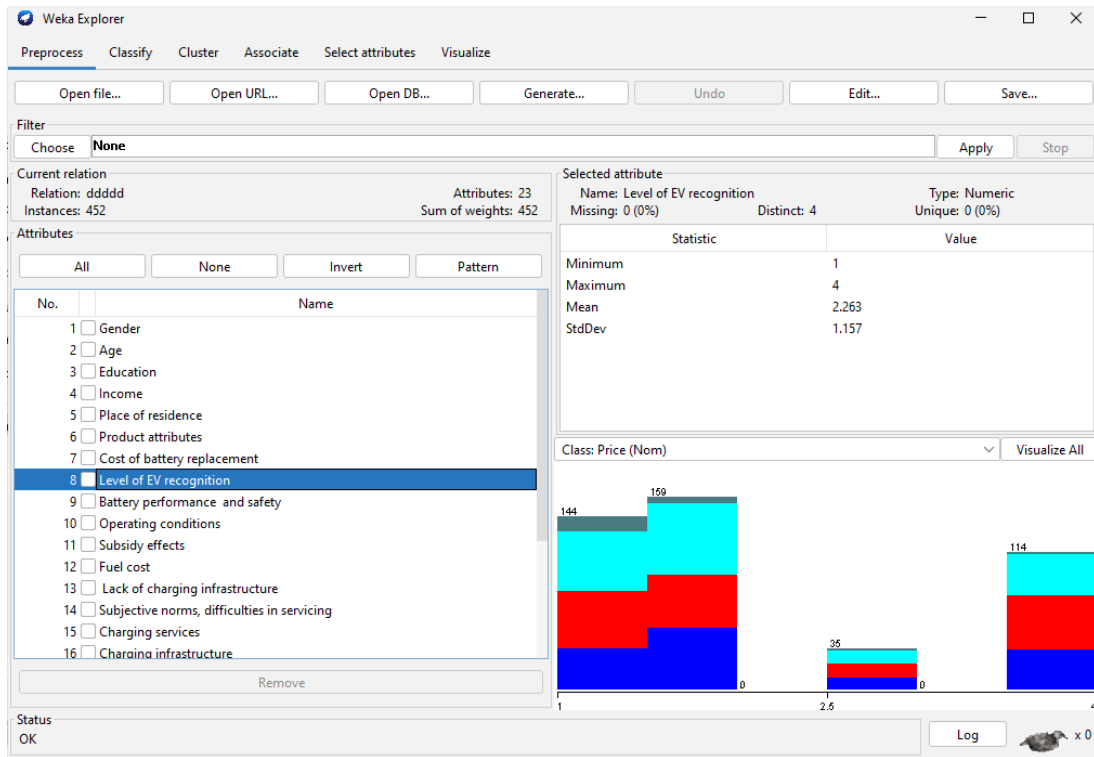 Weka Explorer
Preprocess Classify Cluster Associate Select attributes Visualize
Open file... Open URL... Open DB... Generate... Undo Edit... Save...
Filter
Choose None Apply Stop
Current relation
Relation: ddddd Attributes: 23
Instances: 452 Sum of weights: 452
Selected attribute
Name: Level of EV recognition Type: Numeric
Missing: 0 (0%) Distinct: 4 Unique: 0 (0%)
Statistic Value
Minimum 1
Maximum 4
Mean 2.263
StdDev 1.157
Attributes
All None Invert Pattern
No. Name
1 Gender
2 Age
3 Education
4 Income
5 Place of residence
6 Product attributes
7 Cost of battery replacement
8 Level of EV recognition
9 Battery performance and safety
10 Operating conditions
11 Subsidy effects
12 Fuel cost
13 Lack of charging infrastructure
14 Subjective norms, difficulties in servicing
15 Charging services
16 Charging infrastructure
Remove
Class: Price (Nom) Visualize All
144 159 0 35 0 114
1 2.5 4
Status
OK
Log x 0